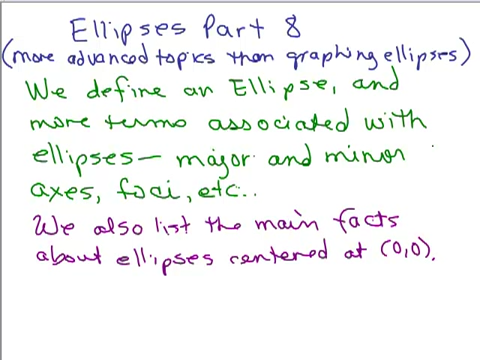 Ellipses Part 8
(more advanced topics than graphing ellipses)
We define an Ellipse, and
more terms associated with
ellipses— major and minor
axes, foci, etc..
We also list the main facts
about ellipses centered at (0,0).